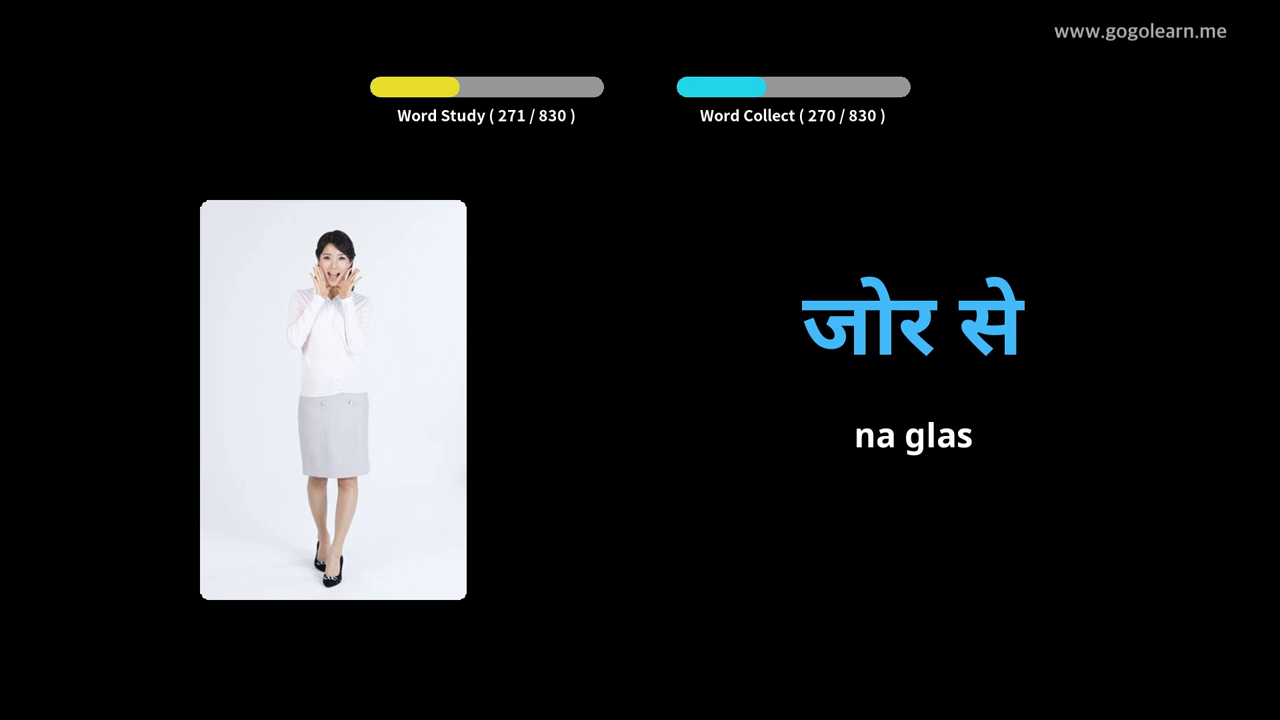 www.gogolearn.me
Word Study ( 271 / 830 )
Word Collect ( 270 / 830 )
जोर से
na glas